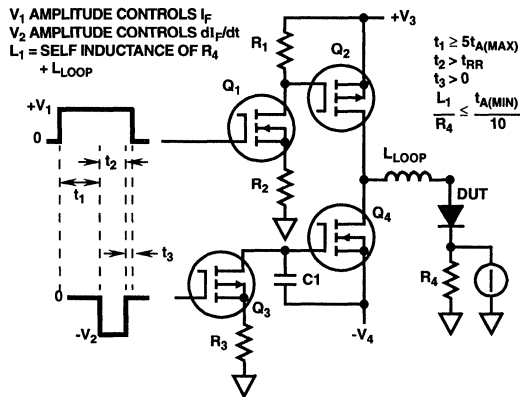 V1 AMPLITUDE CONTROLS IF
V2 AMPLITUDE CONTROLS dIF/dt
L1 = SELF INDUCTANCE OF R4
+ LLOOP
+V3
R1
Q2
t1 ≥ 5tA(MAX)
t2 > tRR
t3 > 0
L1/R4 ≤ tA(MIN)/10
Q1
+V1
0
t2
t1
R2
LLOOP
DUT
Q4
t3
C1
R4
0
-V2
Q3
R3
-V4